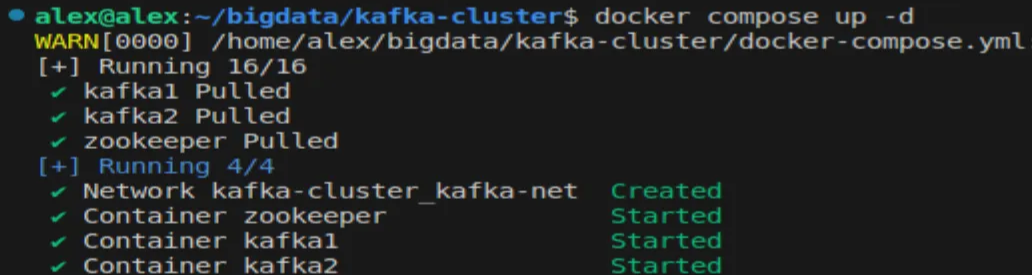 alex@alex:~/bigdata/kafka-cluster$ docker compose up -d
WARN[0000] /home/alex/bigdata/kafka-cluster/docker-compose.yml
[+] Running 16/16
✔ kafka1 Pulled
✔ kafka2 Pulled
✔ zookeeper Pulled
[+] Running 4/4
✔ Network kafka-cluster_kafka-net Created
✔ Container zookeeper Started
✔ Container kafka1 Started
✔ Container kafka2 Started